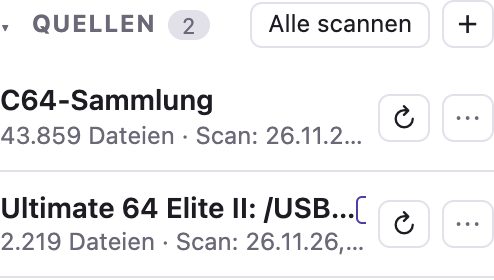 QUELLEN 2 Alle scannen +
C64-Sammlung
43.859 Dateien · Scan: 26.11.2...
Ultimate 64 Elite II: /USB...
2.219 Dateien · Scan: 26.11.26,...